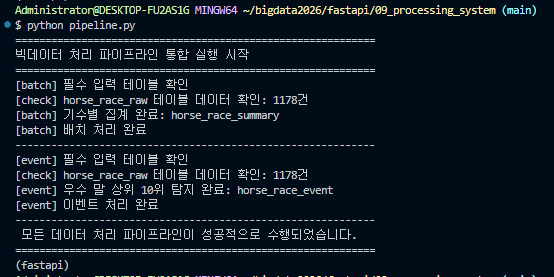 Administrator@DESKTOP-FU2AS1G MINGW64 ~/bigdata2026/fastapi/09_processing_system (main)
$ python pipeline.py
============================================================
빅데이터 처리 파이프라인 통합 실행 시작
============================================================
[batch] 필수 입력 테이블 확인
[check] horse_race_raw 테이블 데이터 확인: 1178건
[batch] 기수별 집계 완료: horse_race_summary
[batch] 배치 처리 완료
------------------------------------------------------------
[event] 필수 입력 테이블 확인
[check] horse_race_raw 테이블 데이터 확인: 1178건
[event] 우수 말 상위 10위 탐지 완료: horse_race_event
[event] 이벤트 처리 완료
------------------------------------------------------------
모든 데이터 처리 파이프라인이 성공적으로 수행되었습니다.
============================================================
(fastapi)